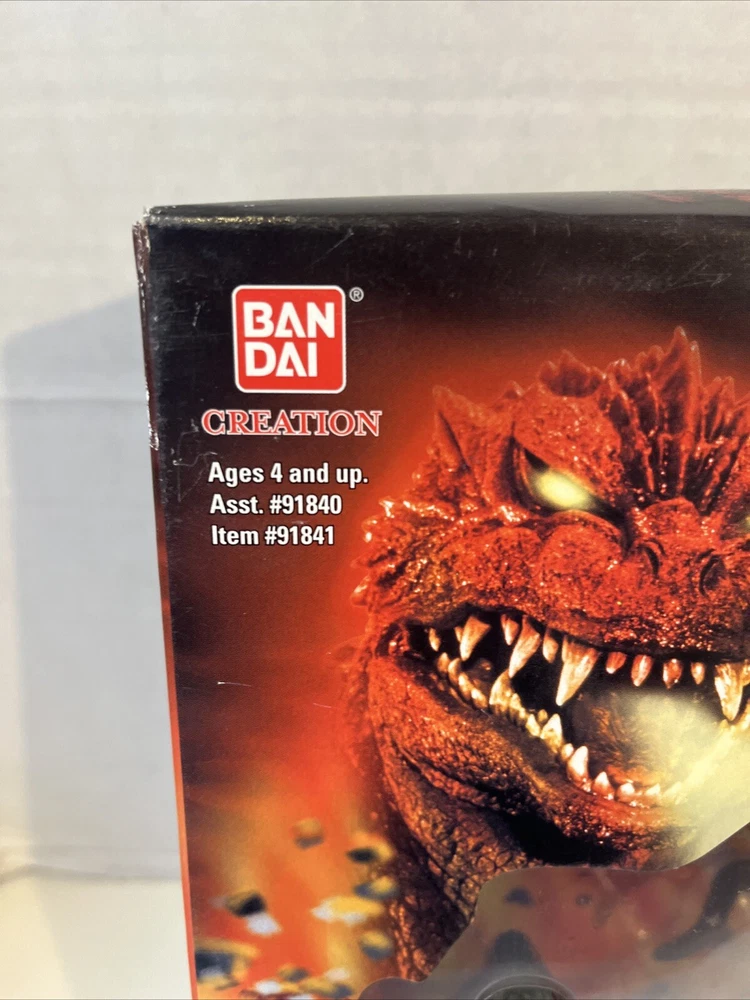 BAN
DAI
®
CREATION
Ages 4 and up.
Asst. #91840
Item #91841